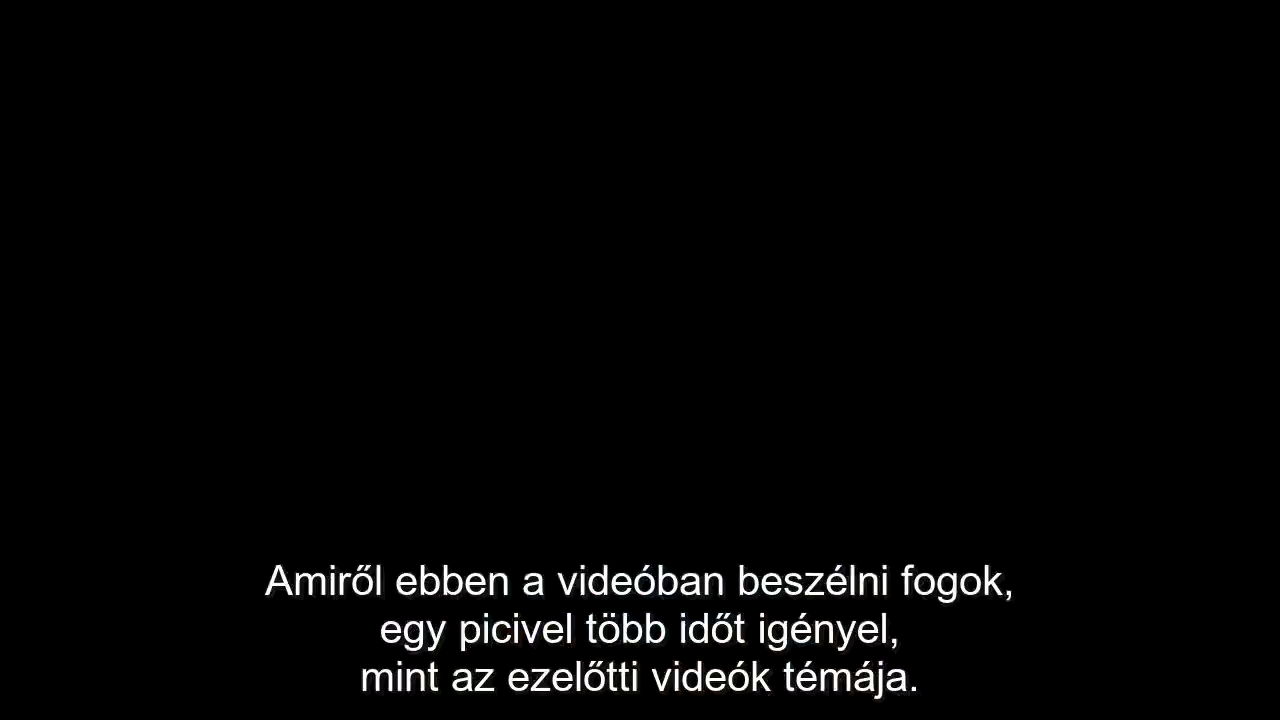 Amiről ebben a videóban beszélni fogok,
egy picivel több időt igényel,
mint az ezelőtti videók témája.